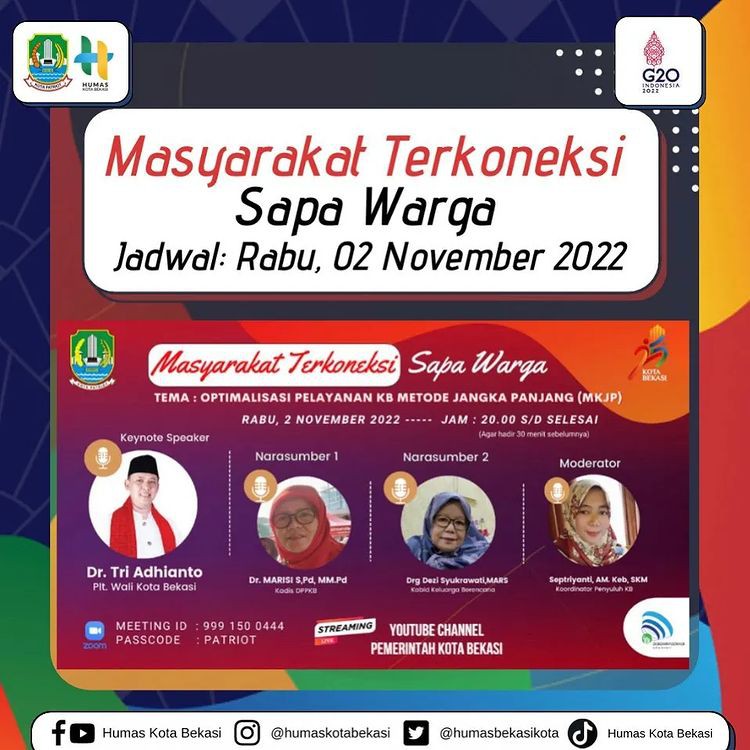 KOTA PATRIOT
HUMAS
KOTA BEKASI
G20
INDONESIA
2022
Masyarakat Terkoneksi
Sapa Warga
Jadwal: Rabu, 02 November 2022
Masyarakat Terkoneksi Sapa Warga
25
KOTA
BEKASI
TEMA : OPTIMALISASI PELAYANAN KB METODE JANGKA PANJANG (MKJP)
RABU, 2 NOVEMBER 2022 ----- JAM : 20.00 S/D SELESAI
(Agar hadir 30 menit sebelumnya)
Keynote Speaker
Dr. Tri Adhianto
Plt. Wali Kota Bekasi
Narasumber 1
Dr. MARISI S,Pd, MM.Pd
Kadis DPPKB
Narasumber 2
Drg Dezi Syukrawati,MARS
Kabid Keluarga Berencana
Moderator
Septriyanti, AM. Keb, SKM
Koordinator Penyuluh KB
zoom
MEETING ID : 999 150 0444
PASSCODE : PATRIOT
STREAMING
LIVE
YOUTUBE CHANNEL
PEMERINTAH KOTA BEKASI
Humas Kota Bekasi @humaskotabekasi @humasbekasikota Humas Kota Bekasi